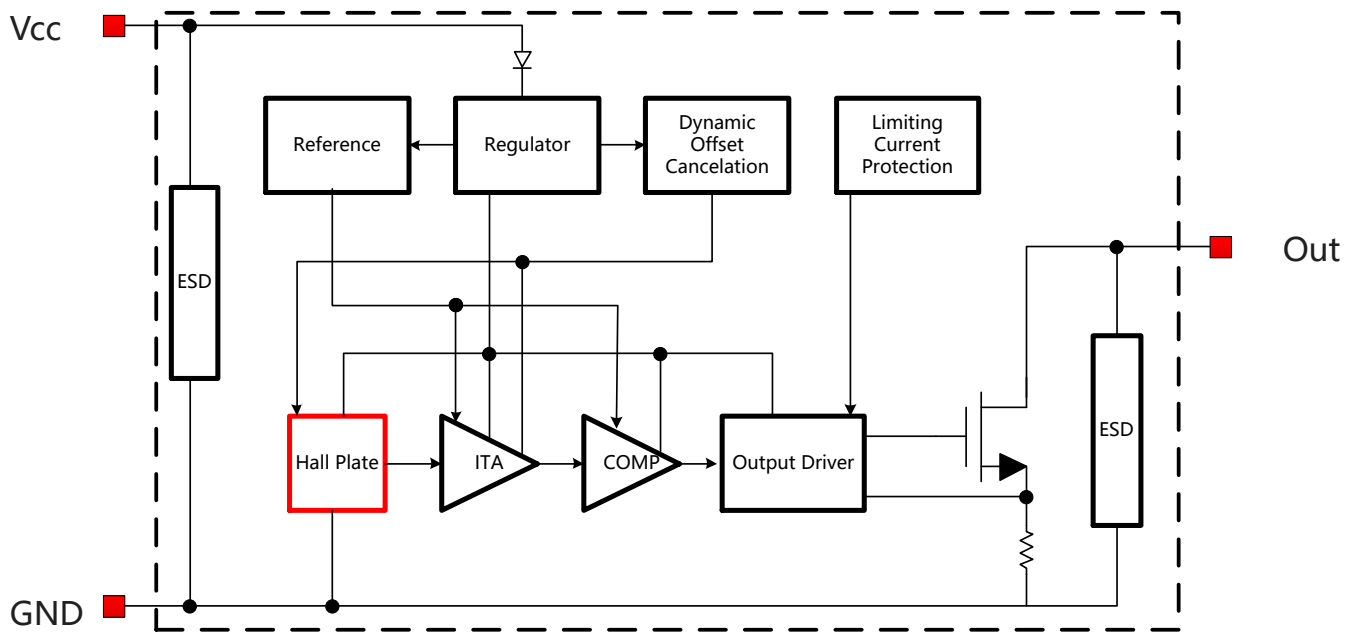 Vcc
Reference
Regulator
Dynamic
Offset
Cancelation
Limiting
Current
Protection
ESD
Out
Hall Plate
ITA
COMP
Output Driver
ESD
GND